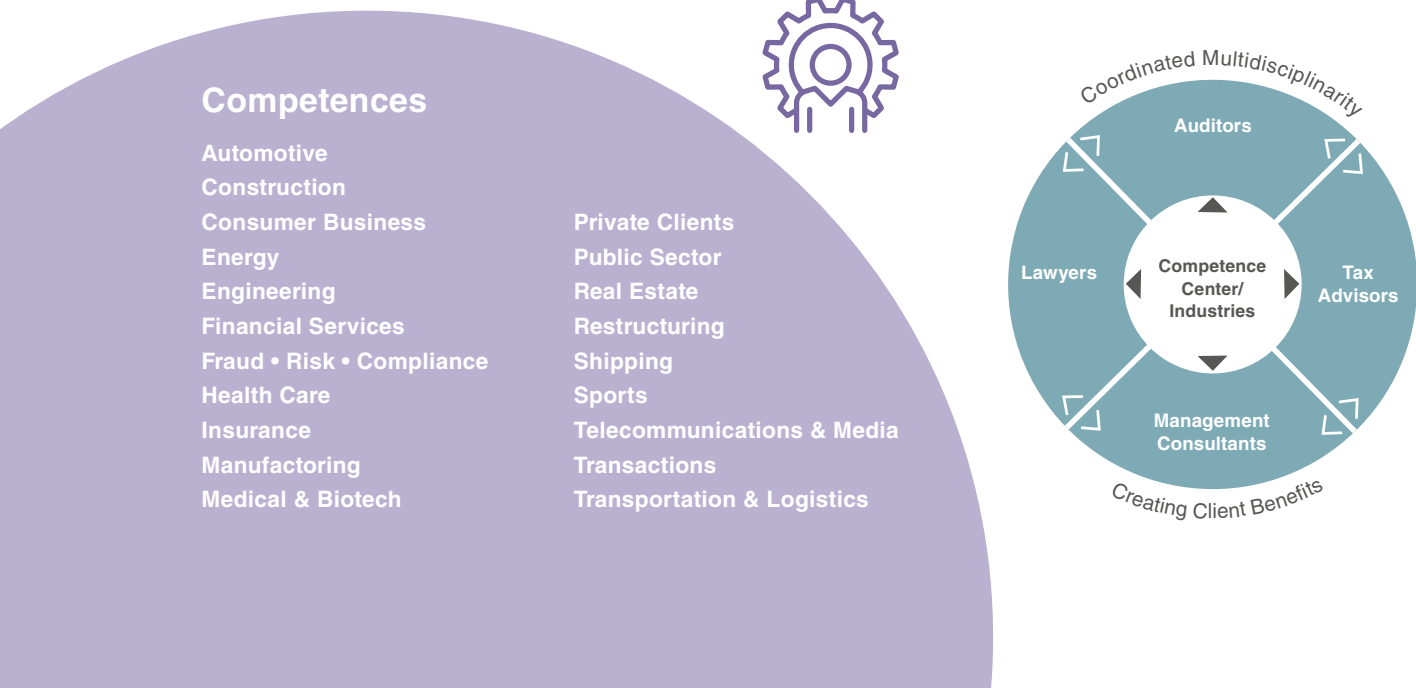 Competences
Automotive
Construction
Consumer Business
Energy
Engineering
Financial Services
Fraud • Risk • Compliance
Health Care
Insurance
Manufactoring
Medical & Biotech
Private Clients
Public Sector
Real Estate
Restructuring
Shipping
Sports
Telecommunications & Media
Transactions
Transportation & Logistics
Coordinated Multidisciplinarity
Auditors
Lawyers
Competence
Center/
Industries
Tax
Advisors
Management
Consultants
Creating Client Benefits